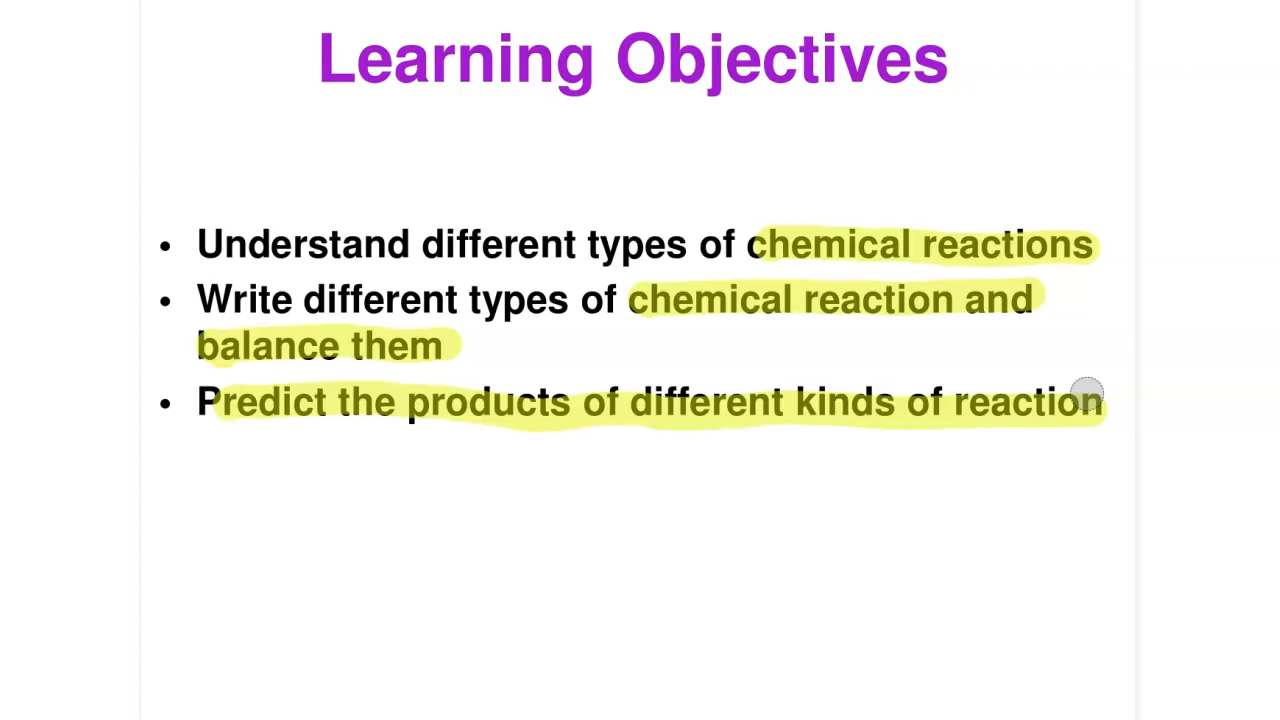 Learning Objectives
• Understand different types of chemical reactions
• Write different types of chemical reaction and
balance them
• Predict the products of different kinds of reaction